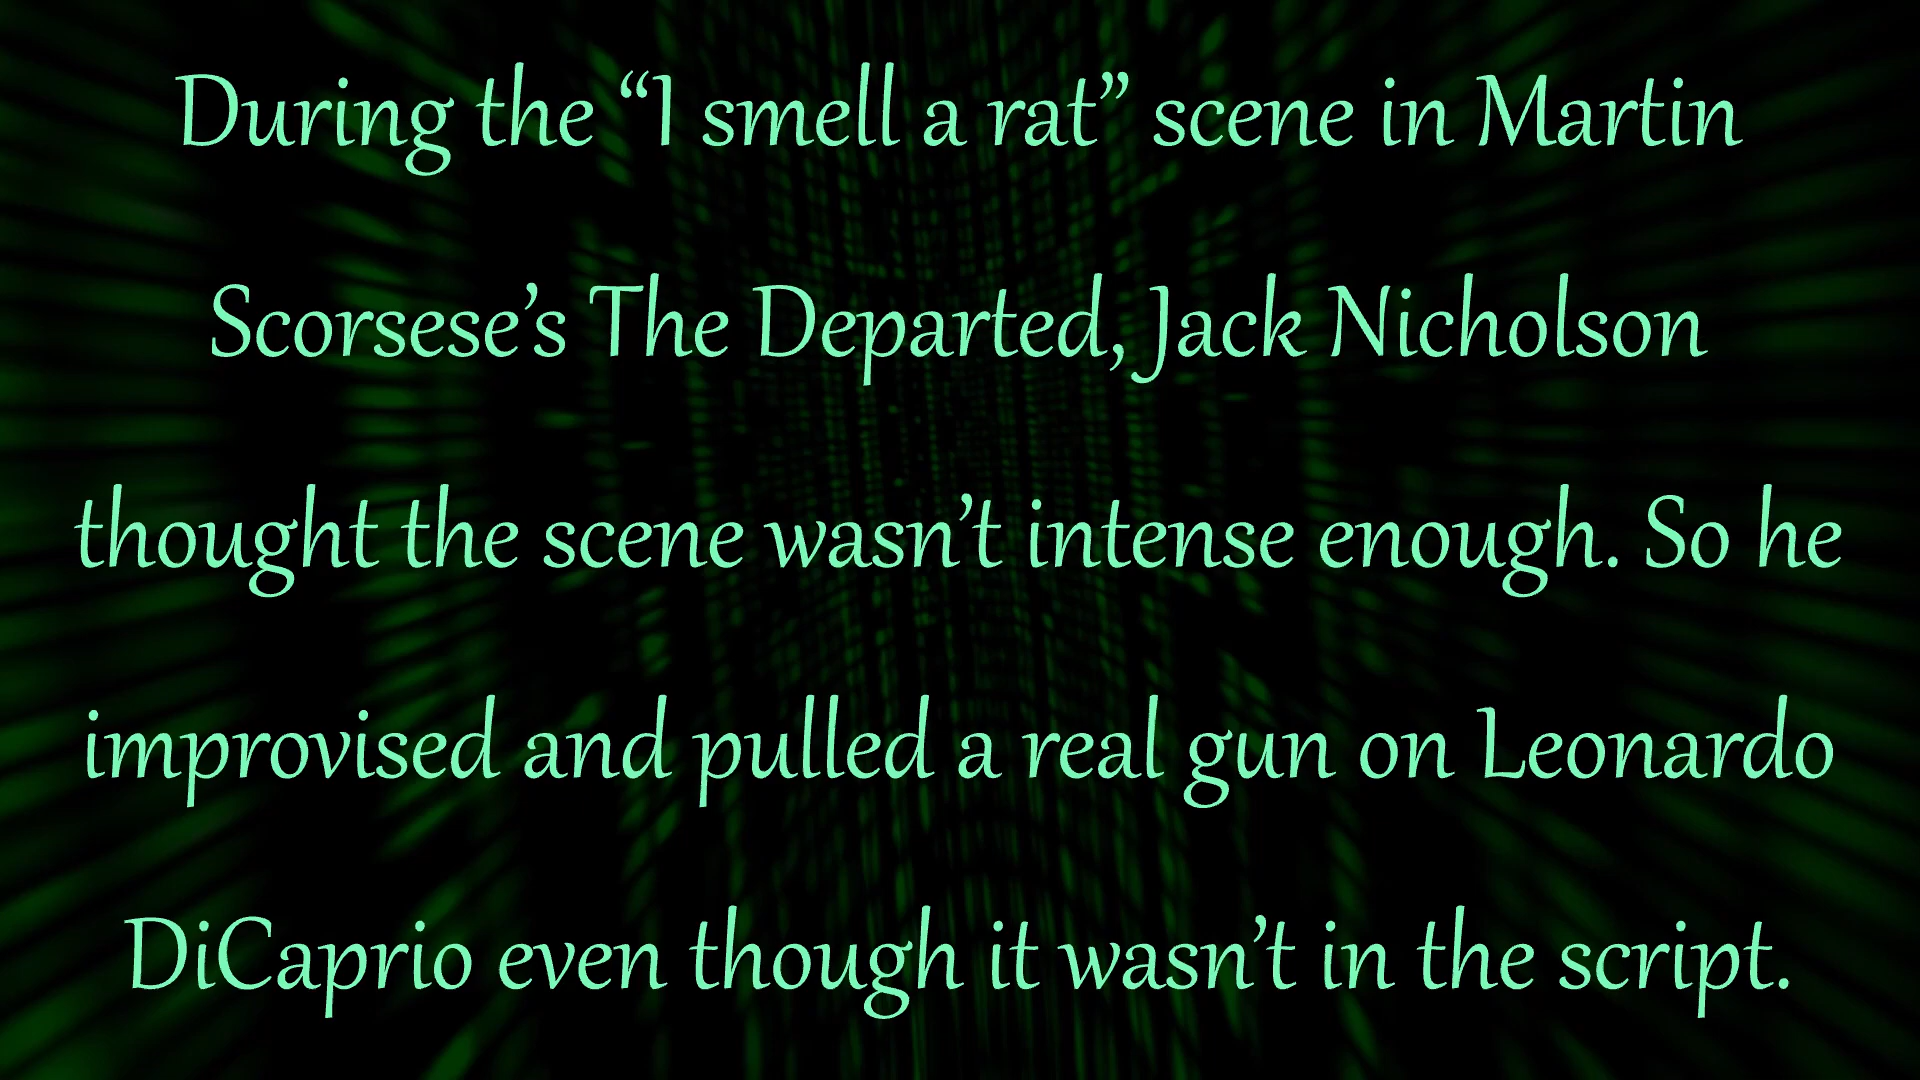 During the “I smell a rat” scene in Martin
Scorsese’s The Departed, Jack Nicholson
thought the scene wasn’t intense enough. So he
improvised and pulled a real gun on Leonardo
DiCaprio even though it wasn’t in the script.